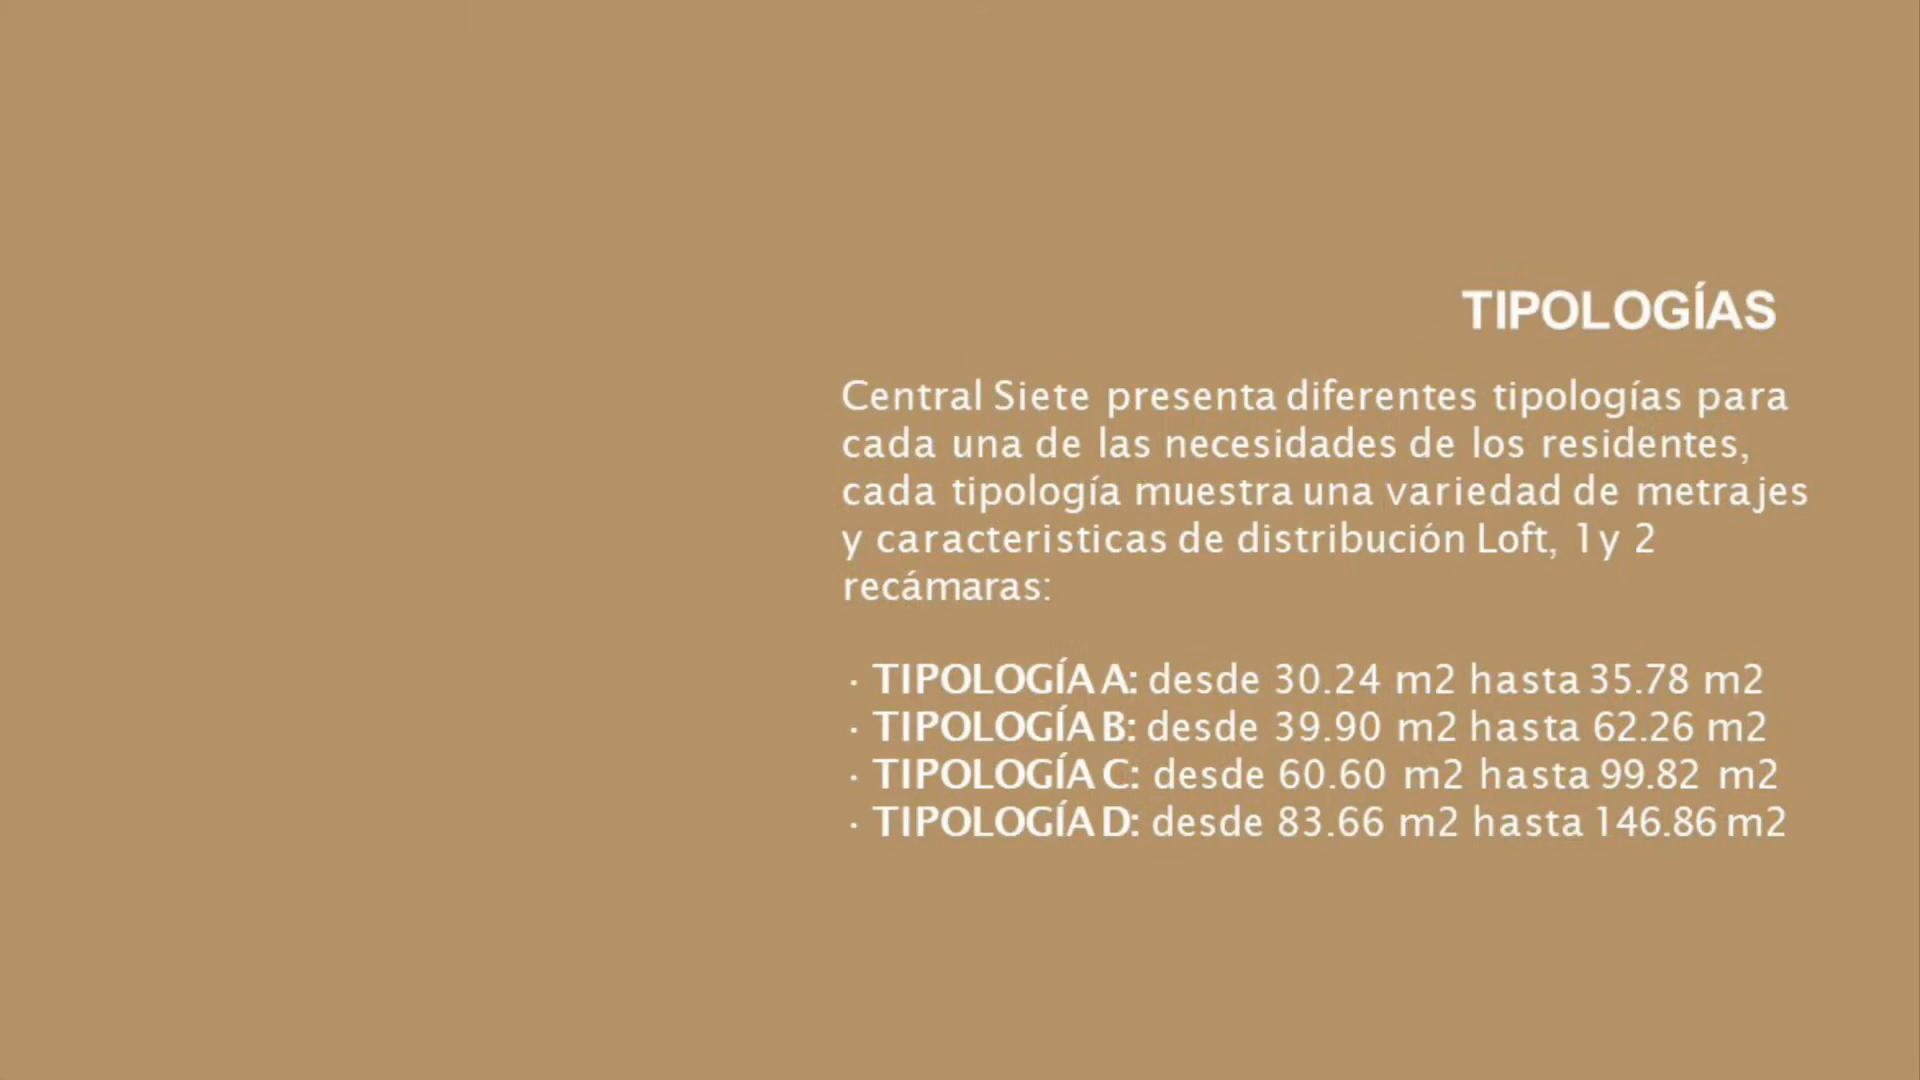 TIPOLOGÍAS
Central Siete presenta diferentes tipologías para
cada una de las necesidades de los residentes,
cada tipología muestra una variedad de metrajes
y caracteristicas de distribución Loft, 1 y 2
recámaras:
· TIPOLOGÍA A: desde 30.24 m2 hasta 35.78 m2
· TIPOLOGÍA B: desde 39.90 m2 hasta 62.26 m2
· TIPOLOGÍA C: desde 60.60 m2 hasta 99.82 m2
· TIPOLOGÍA D: desde 83.66 m2 hasta 146.86 m2